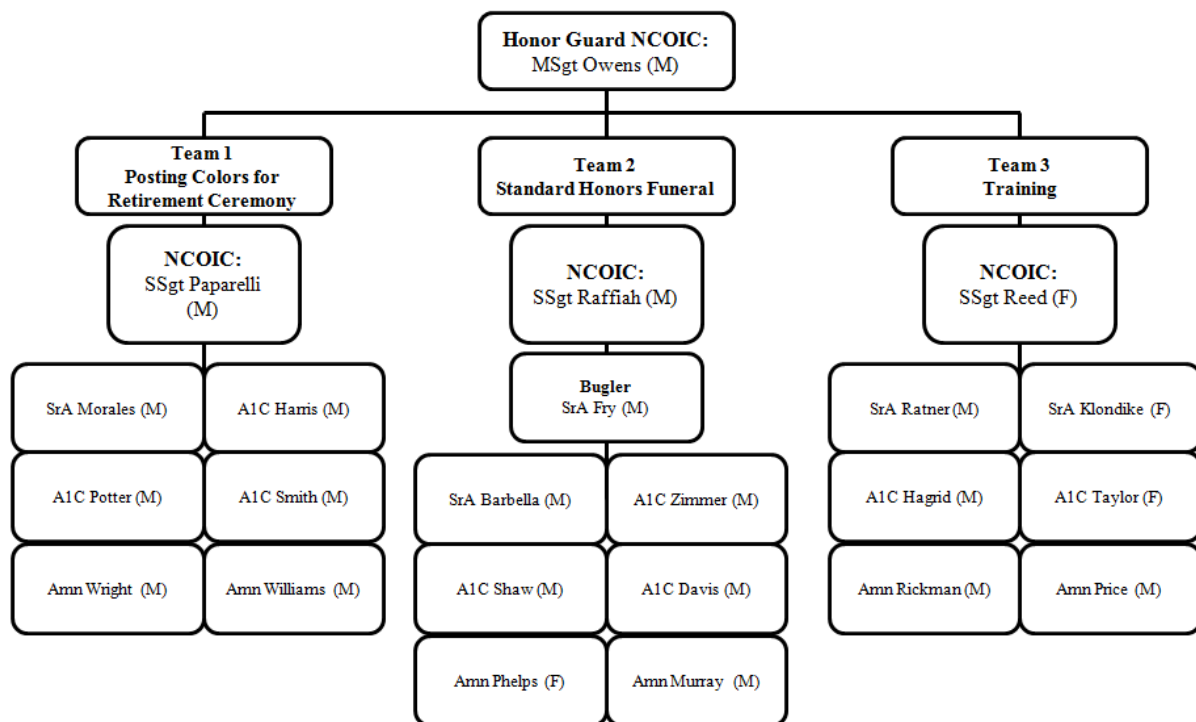 Honor Guard NCOIC:
MSgt Owens (M)
Team 1
Posting Colors for
Retirement Ceremony
Team 2
Standard Honors Funeral
Team 3
Training
NCOIC:
SSgt Paparelli
(M)
NCOIC:
SSgt Raffiah (M)
NCOIC:
SSgt Reed (F)
Bugler
SrA Fry (M)
SrA Morales (M)
A1C Harris (M)
A1C Potter (M)
A1C Smith (M)
Amn Wright (M)
Amn Williams (M)
SrA Barbella (M)
A1C Zimmer (M)
A1C Shaw (M)
A1C Davis (M)
Amn Phelps (F)
Amn Murray (M)
SrA Ratner (M)
SrA Klondike (F)
A1C Hagrid (M)
A1C Taylor (F)
Amn Rickman (M)
Amn Price (M)